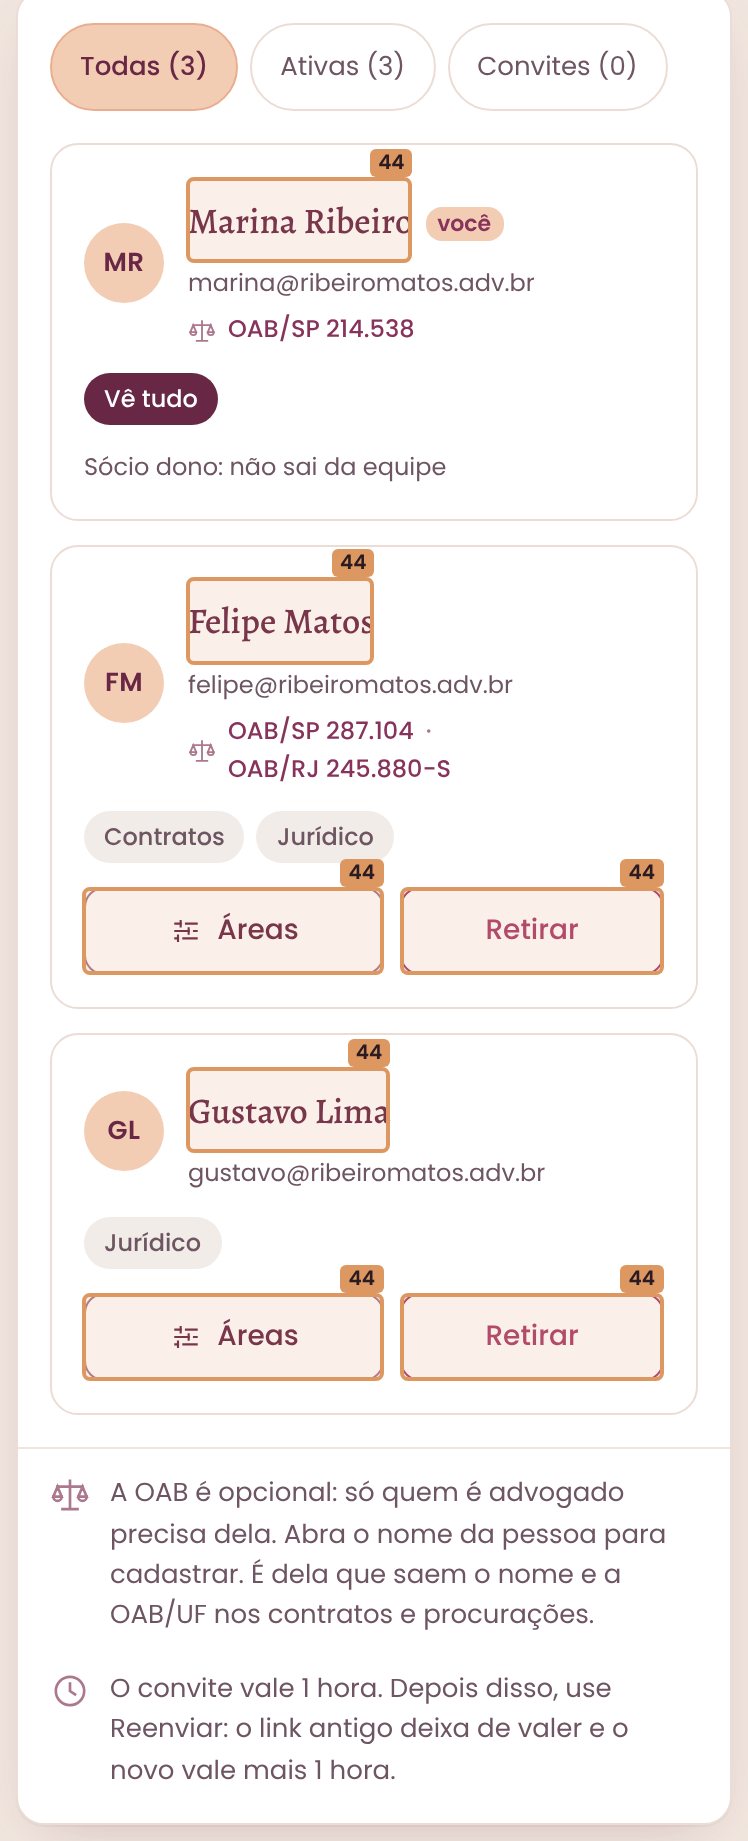 Todas (3)
Ativas (3)
Convites (0)
44
MR
Marina Ribeiro
você
marina@ribeiromatos.adv.br
OAB/SP 214.538
Vê tudo
Sócio dono: não sai da equipe
44
FM
Felipe Matos
felipe@ribeiromatos.adv.br
OAB/SP 287.104 ·
OAB/RJ 245.880-S
Contratos
Jurídico
44
44
Áreas
Retirar
44
GL
Gustavo Lima
gustavo@ribeiromatos.adv.br
Jurídico
44
44
Áreas
Retirar
A OAB é opcional: só quem é advogado
precisa dela. Abra o nome da pessoa para
cadastrar. É dela que saem o nome e a
OAB/UF nos contratos e procurações.
O convite vale 1 hora. Depois disso, use
Reenviar: o link antigo deixa de valer e o
novo vale mais 1 hora.